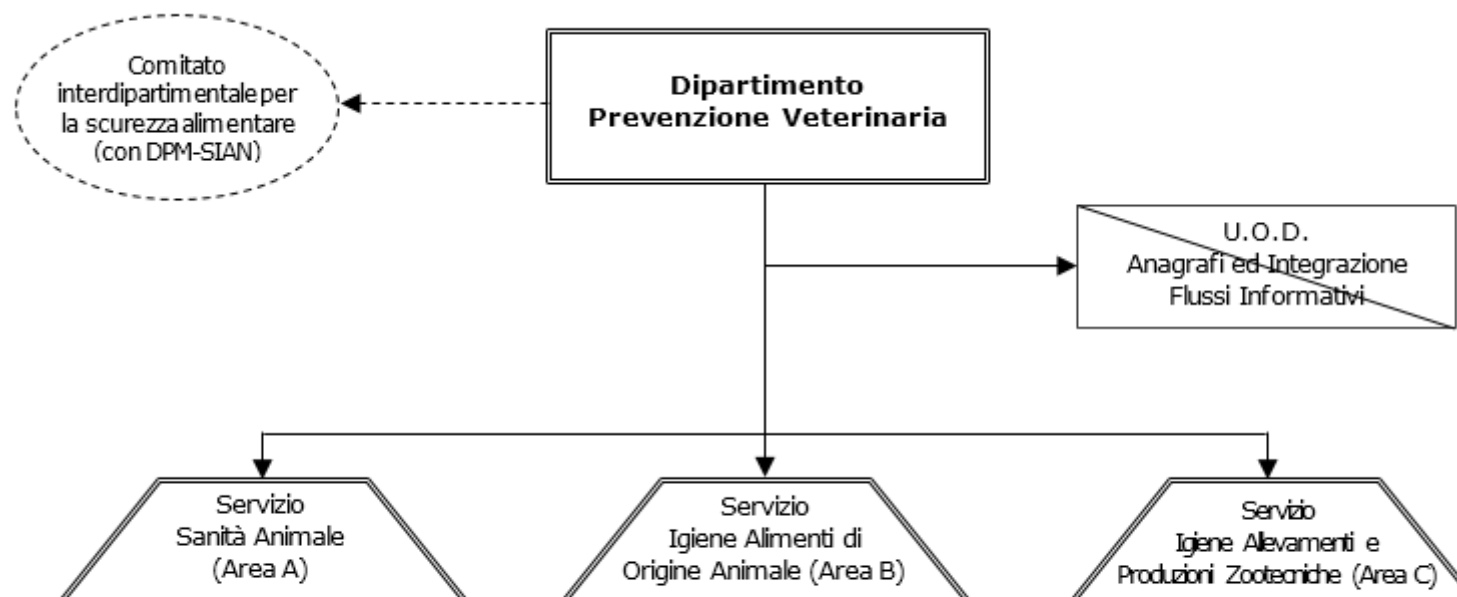 Comitato
interdipartimentale per
la scurezza alimentare
(con DPM-SIAN)
Dipartimento
Prevenzione Veterinaria
U.O.D.
Anagrafi ed Integrazione
Flussi Informativi
Servizio
Sanità Animale
(Area A)
Servizio
Igiene Alimenti di
Origine Animale (Area B)
Servizio
Igiene Allevamenti e
Produzioni Zootecniche (Area C)